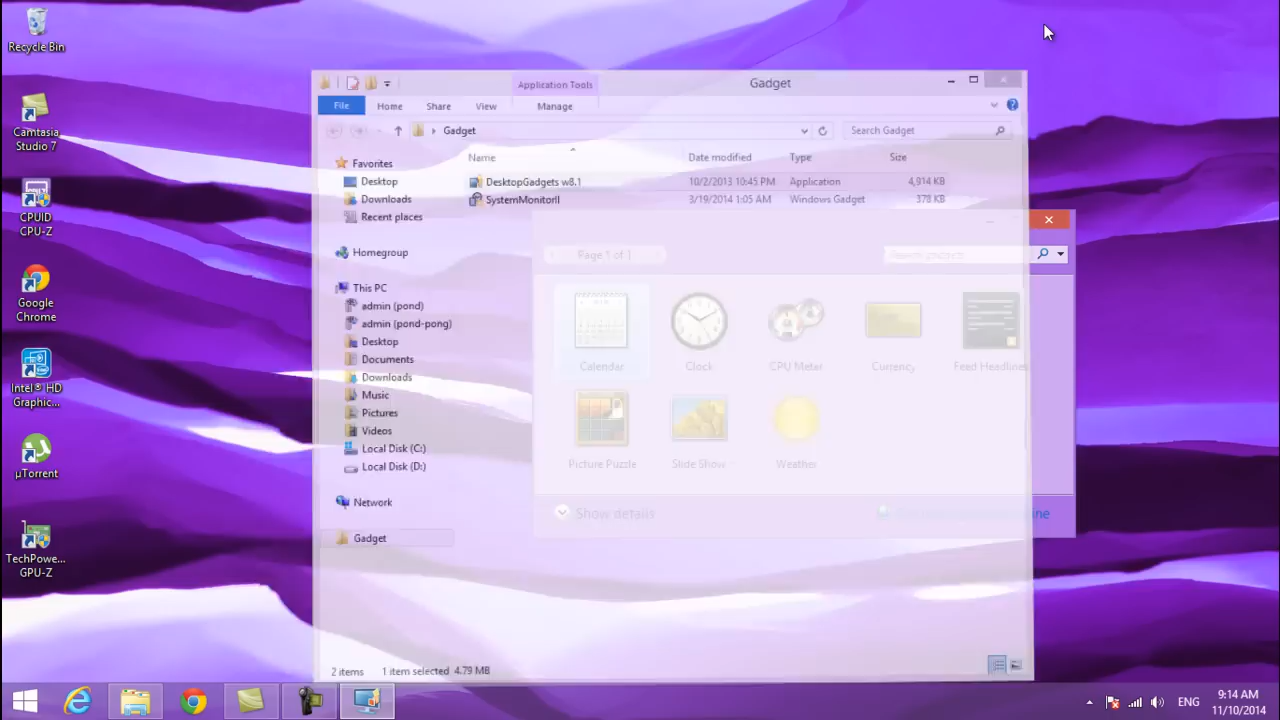 Recycle Bin
Camtasia
Studio 7
CPUID
CPU-Z
Google
Chrome
Intel® HD
Graphic...
µTorrent
TechPowe...
GPU-Z
Application Tools
Gadget
File
Home
Share
View
Manage
Gadget
Search Gadget
Name
Date modified
Type
Size
DesktopGadgets w8.1
10/2/2013 10:45 PM
Application
4,914 KB
SystemMonitorII
3/19/2014 1:05 AM
Windows Gadget
378 KB
Favorites
Desktop
Downloads
Recent places
Homegroup
This PC
admin (pond)
admin (pond-pong)
Desktop
Documents
Downloads
Music
Pictures
Videos
Local Disk (C:)
Local Disk (D:)
Network
Gadget
2 items
1 item selected 4.79 MB
Page 1 of 1
Search gadgets
Calendar
Clock
CPU Meter
Currency
Feed Headlines
Picture Puzzle
Slide Show
Weather
Show details
ENG
9:14 AM
11/10/2014